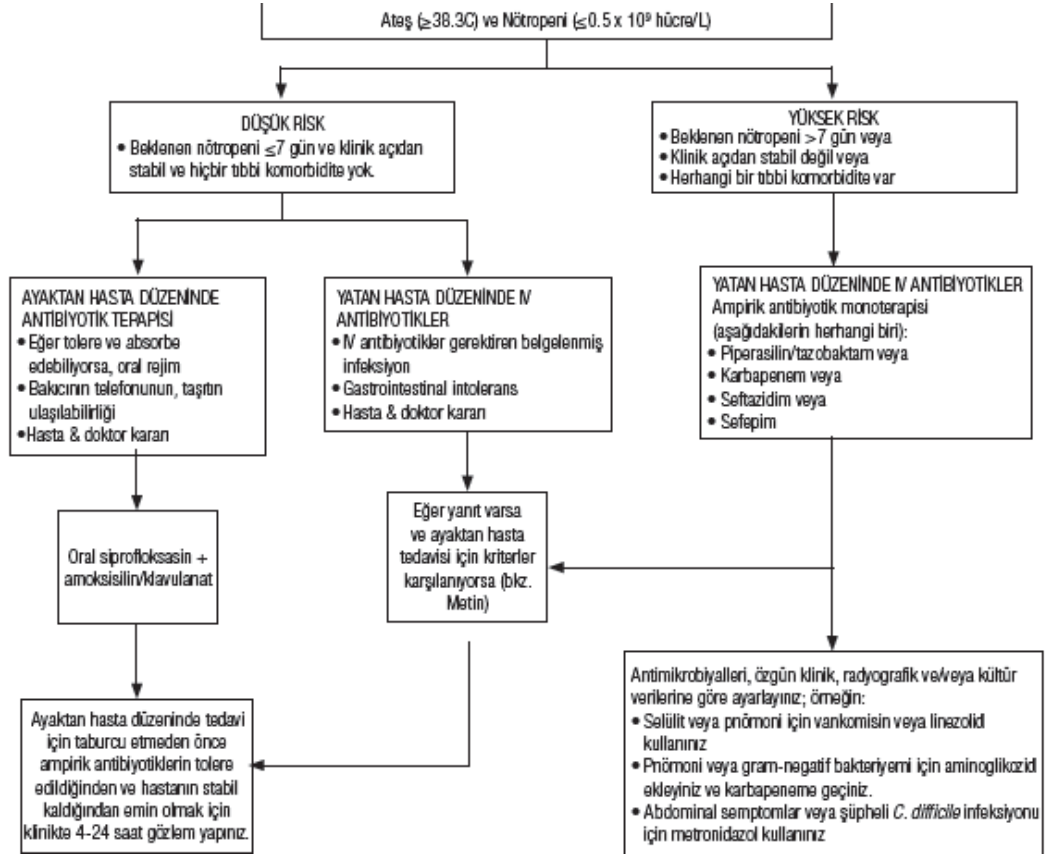 Ateş (≥38.3C) ve Nötropeni (≤0.5 x 10⁹ hücre/L)
DÜŞÜK RİSK
• Beklenen nötropeni ≤7 gün ve klinik açıdan
stabil ve hiçbir tıbbi komorbidite yok.
YÜKSEK RİSK
• Beklenen nötropeni >7 gün veya
• Klinik açıdan stabil değil veya
• Herhangi bir tıbbi komorbidite var
AYAKTAN HASTA DÜZENİNDE
ANTİBİYOTİK TERAPİSİ
• Eğer tolere ve absorbe
edebiliyorsa, oral rejim
• Bakıcının telefonunun, taşıtın
ulaşılabilirliği
• Hasta & doktor kararı
YATAN HASTA DÜZENİNDE IV
ANTİBİYOTİKLER
• IV antibiyotikler gerektiren belgelenmiş
infeksiyon
• Gastrointestinal intolerans
• Hasta & doktor kararı
YATAN HASTA DÜZENİNDE IV ANTİBİYOTİKLER
Ampirik antibiyotik monoterapisi
(aşağıdakilerin herhangi biri):
• Piperasilin/tazobaktam veya
• Karbapenem veya
• Seftazidim veya
• Sefepim
Oral siprofloksasin +
amoksisilin/klavulanat
Eğer yanıt varsa
ve ayaktan hasta
tedavisi için kriterler
karşılanıyorsa (bkz.
Metin)
Ayaktan hasta düzeninde tedavi
için taburcu etmeden önce
ampirik antibiyotiklerin tolere
edildiğinden ve hastanın stabil
kaldığından emin olmak için
klinikte 4-24 saat gözlem yapınız.
Antimikrobiyalleri, özgün klinik, radyografik ve/veya kültür
verilerine göre ayarlayınız; örneğin:
• Selülit veya pnömoni için vankomisin veya linezolid
kullanınız
• Pnömoni veya gram-negatif bakteriyemi için aminoglikozid
ekleyiniz ve karbapeneme geçiniz.
• Abdominal semptomlar veya şüpheli C. difficile infeksiyonu
için metronidazol kullanınız